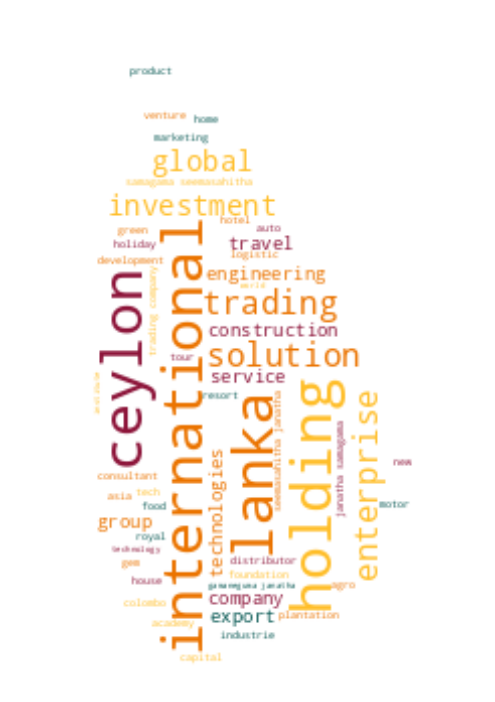 product
venture
home
marketing
global
samagama seemasahitha
investment
hotel
green
auto
holiday
travel
logistic
development
engineering
world
trading company
ceylon
international
trading
construction
solution
tour
service
resort
lanka
holding
enterprise
seemasahitha janatha
janatha samagama
technologies
new
consultant
asia
tech
food
motor
group
royal
technology
gem
distributor
foundation
house
gamameguna janatha
agro
company
colombo
export
plantation
academy
industrie
capital